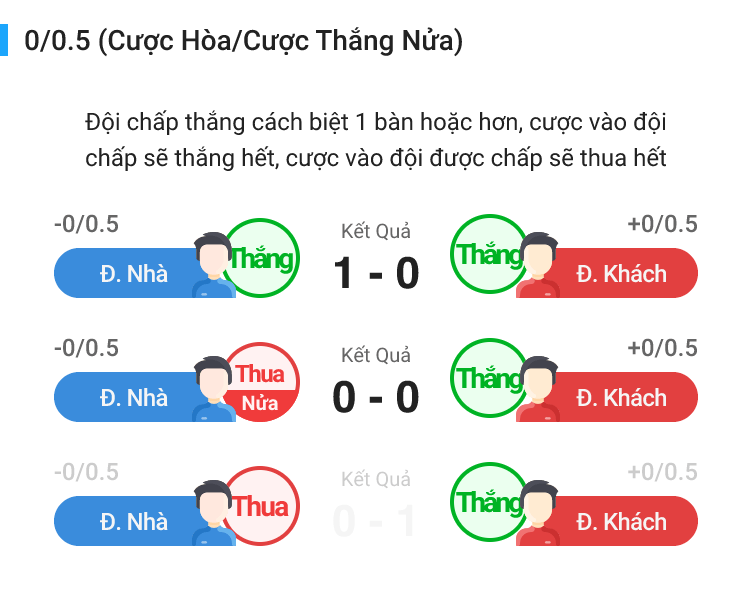 0/0.5 (Cược Hòa/Cược Thắng Nửa)
Đội chấp thắng cách biệt 1 bàn hoặc hơn, cược vào đội
chấp sẽ thắng hết, cược vào đội được chấp sẽ thua hết
-0/0.5 Kết Quả +0/0.5
Đ. Nhà Thắng 1 - 0 Thắng Đ. Khách
-0/0.5 Kết Quả +0/0.5
Đ. Nhà Thua Nửa 0 - 0 Thắng Đ. Khách
-0/0.5 Kết Quả +0/0.5
Đ. Nhà Thua 0 - 1 Thắng Đ. Khách